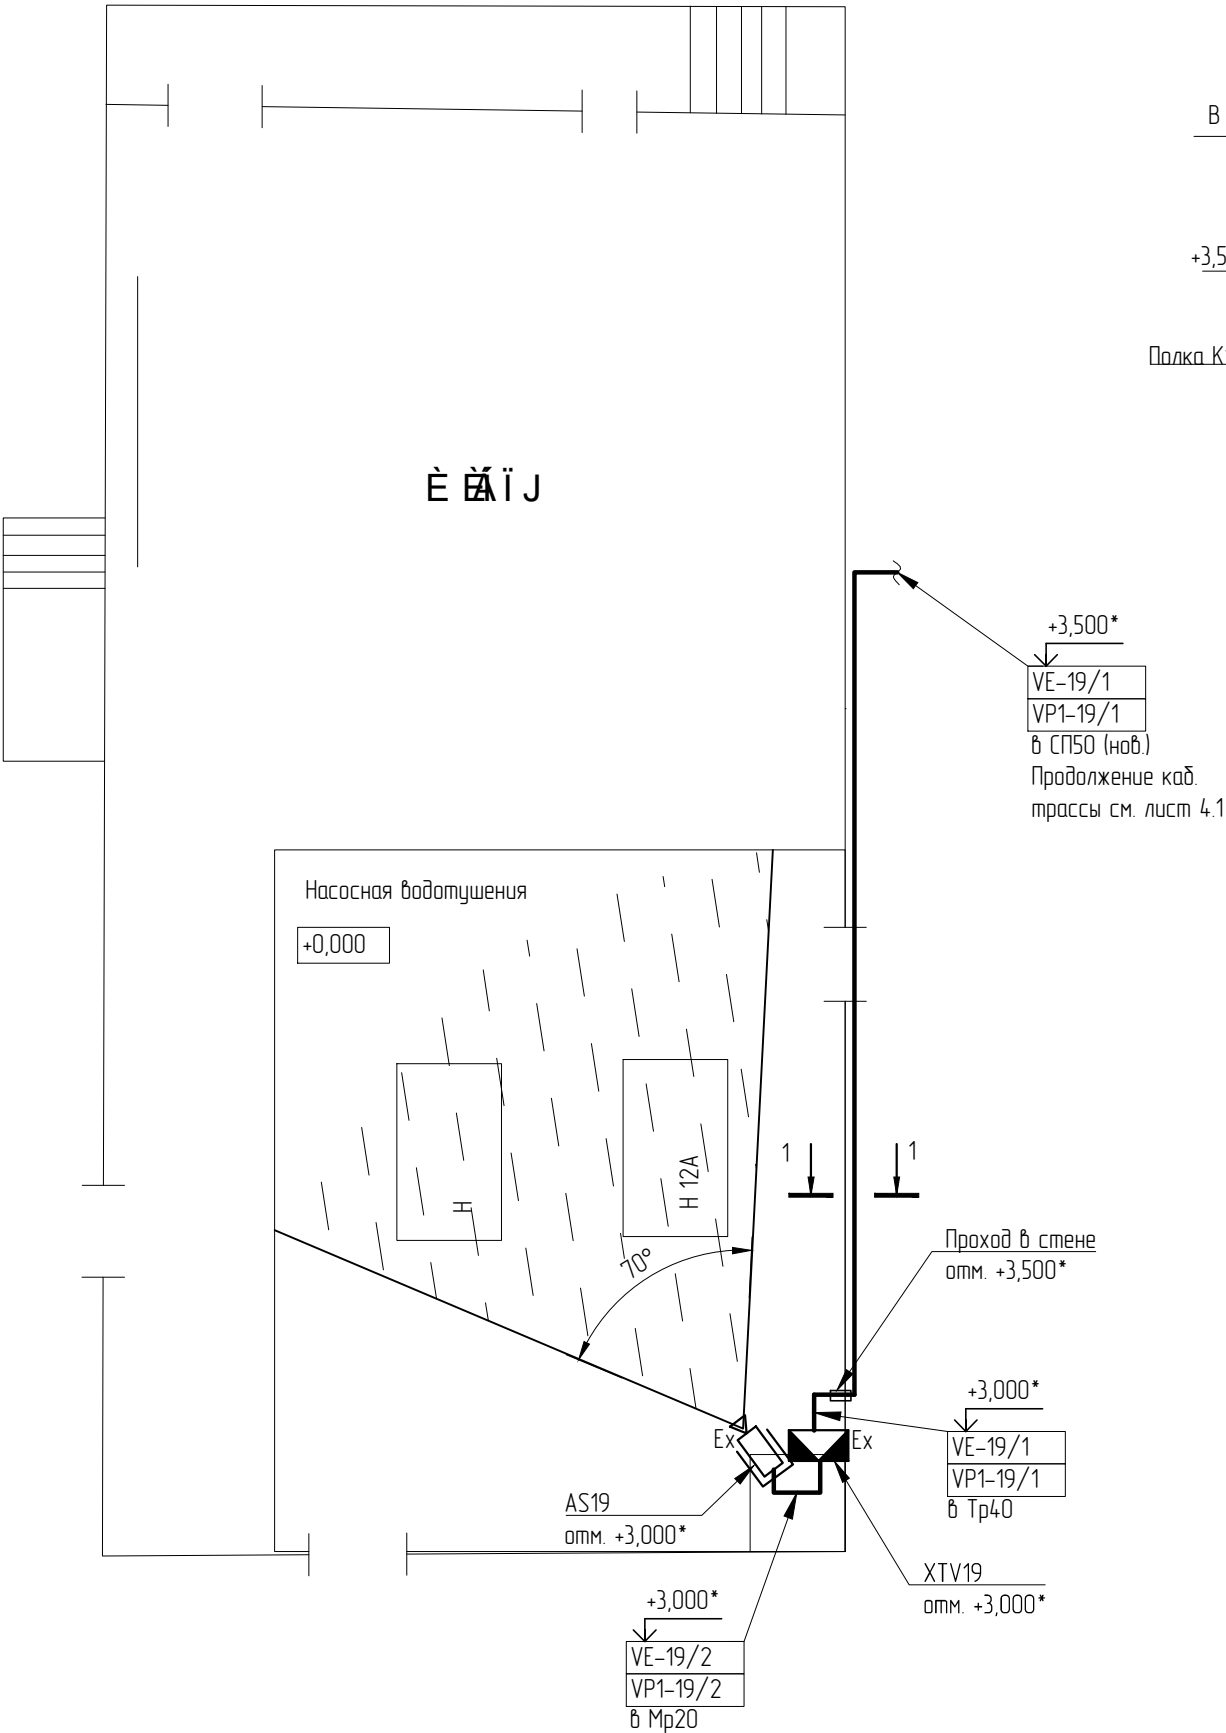 В
+3,5
Полка К
È ÈÄÏJ
+3,500*
VE-19/1
VP1-19/1
в СП50 (нов.)
Продолжение каб.
трассы см. лист 4.1
Насосная водотушения
+0,000
Н
Н 12А
70°
1
1
Проход в стене
отм. +3,500*
+3,000*
VE-19/1
VP1-19/1
в Тр40
Ex
Ex
AS19
отм. +3,000*
XTV19
отм. +3,000*
+3,000*
VE-19/2
VP1-19/2
в Мр20